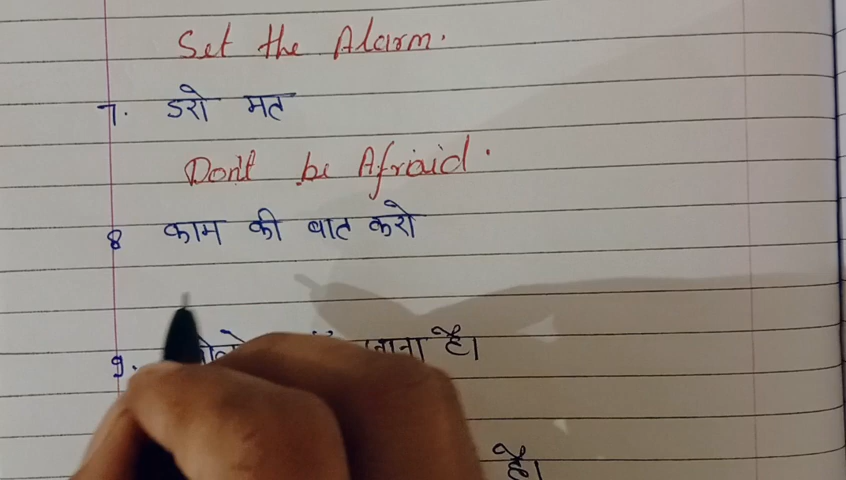 Set the Alarm.
7. डरो मत
Don't be Afraid.
8 काम की बात करो
9. है।
है।